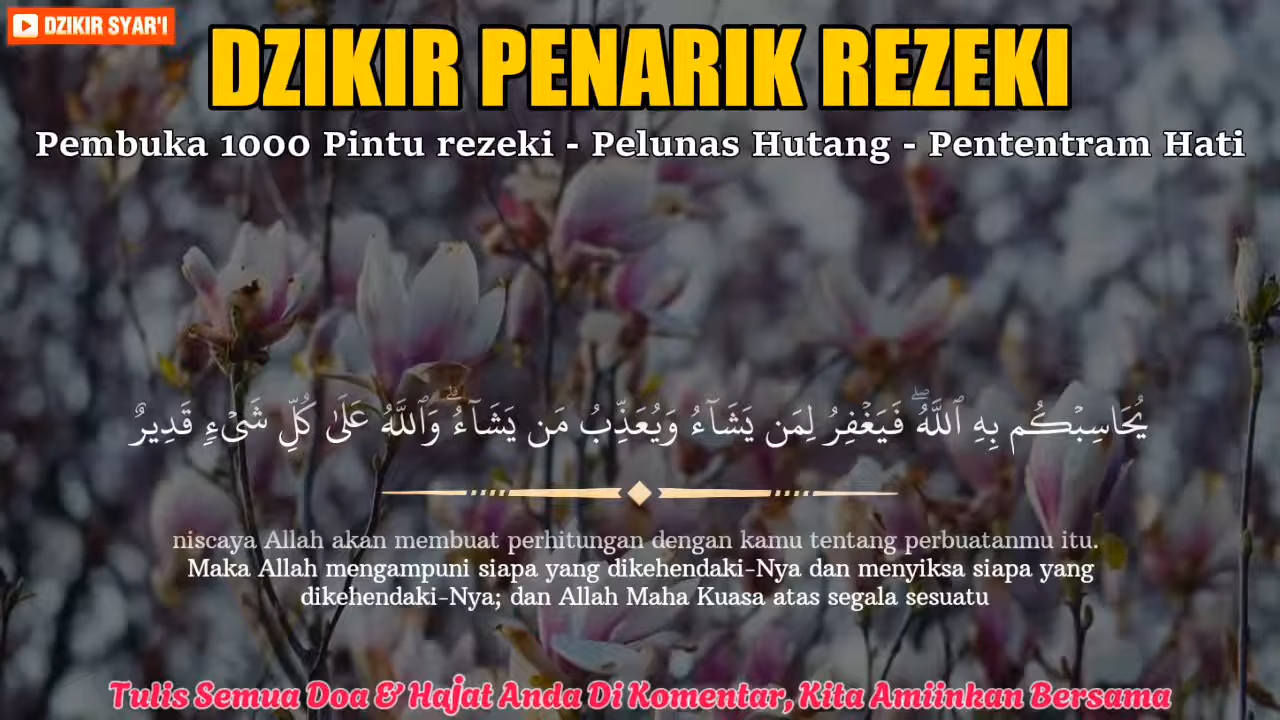 DZIKIR SYAR'I
DZIKIR PENARIK REZEKI
Pembuka 1000 Pintu rezeki - Pelunas Hutang - Pententram Hati
يُحَاسِبْكُم بِهِ ٱللَّهُ ۖ فَيَغْفِرُ لِمَن يَشَآءُ وَيُعَذِّبُ مَن يَشَآءُ ۗ وَٱللَّهُ عَلَىٰ كُلِّ شَىْءٍ قَدِيرٌ
niscaya Allah akan membuat perhitungan dengan kamu tentang perbuatanmu itu.
Maka Allah mengampuni siapa yang dikehendaki-Nya dan menyiksa siapa yang
dikehendaki-Nya; dan Allah Maha Kuasa atas segala sesuatu
Tulis Semua Doa & Hajat Anda Di Komentar, Kita Amiinkan Bersama